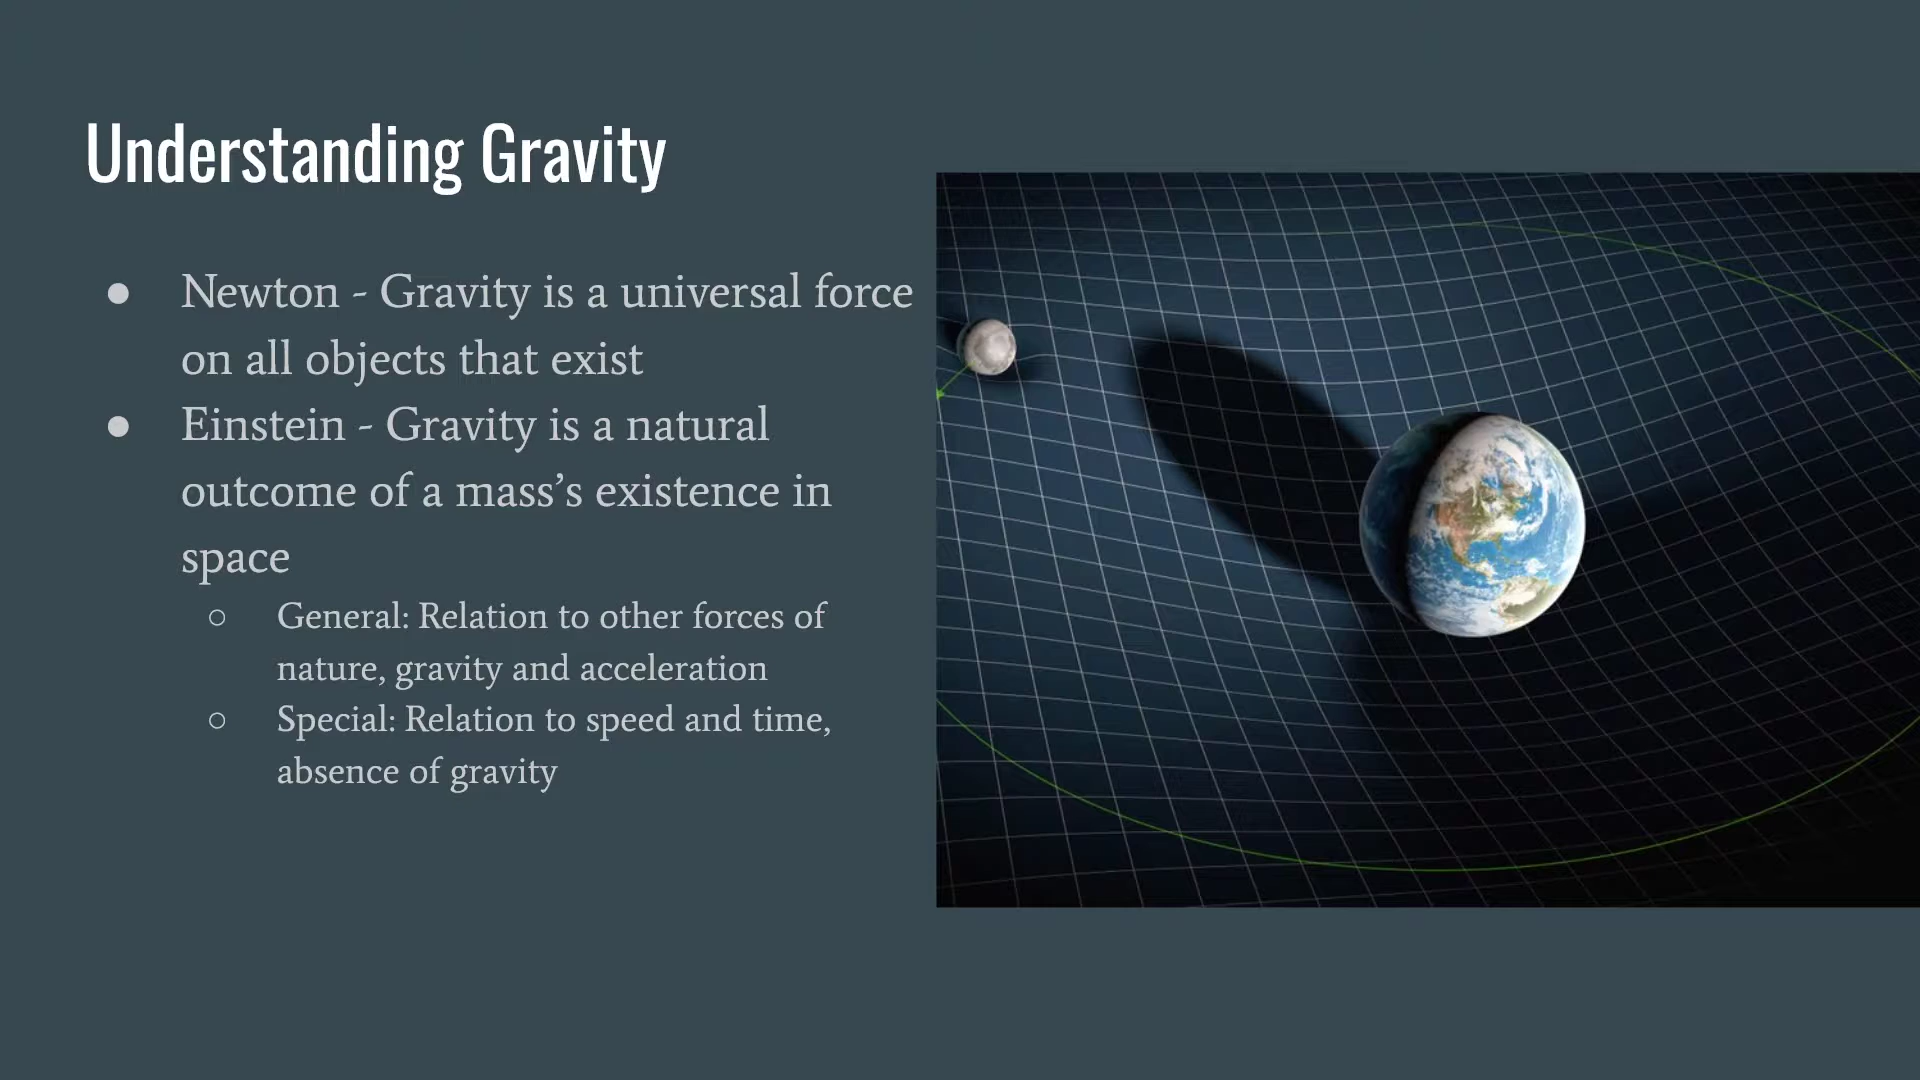 Understanding Gravity
● Newton - Gravity is a universal force
on all objects that exist
● Einstein - Gravity is a natural
outcome of a mass’s existence in
space
○ General: Relation to other forces of
nature, gravity and acceleration
○ Special: Relation to speed and time,
absence of gravity